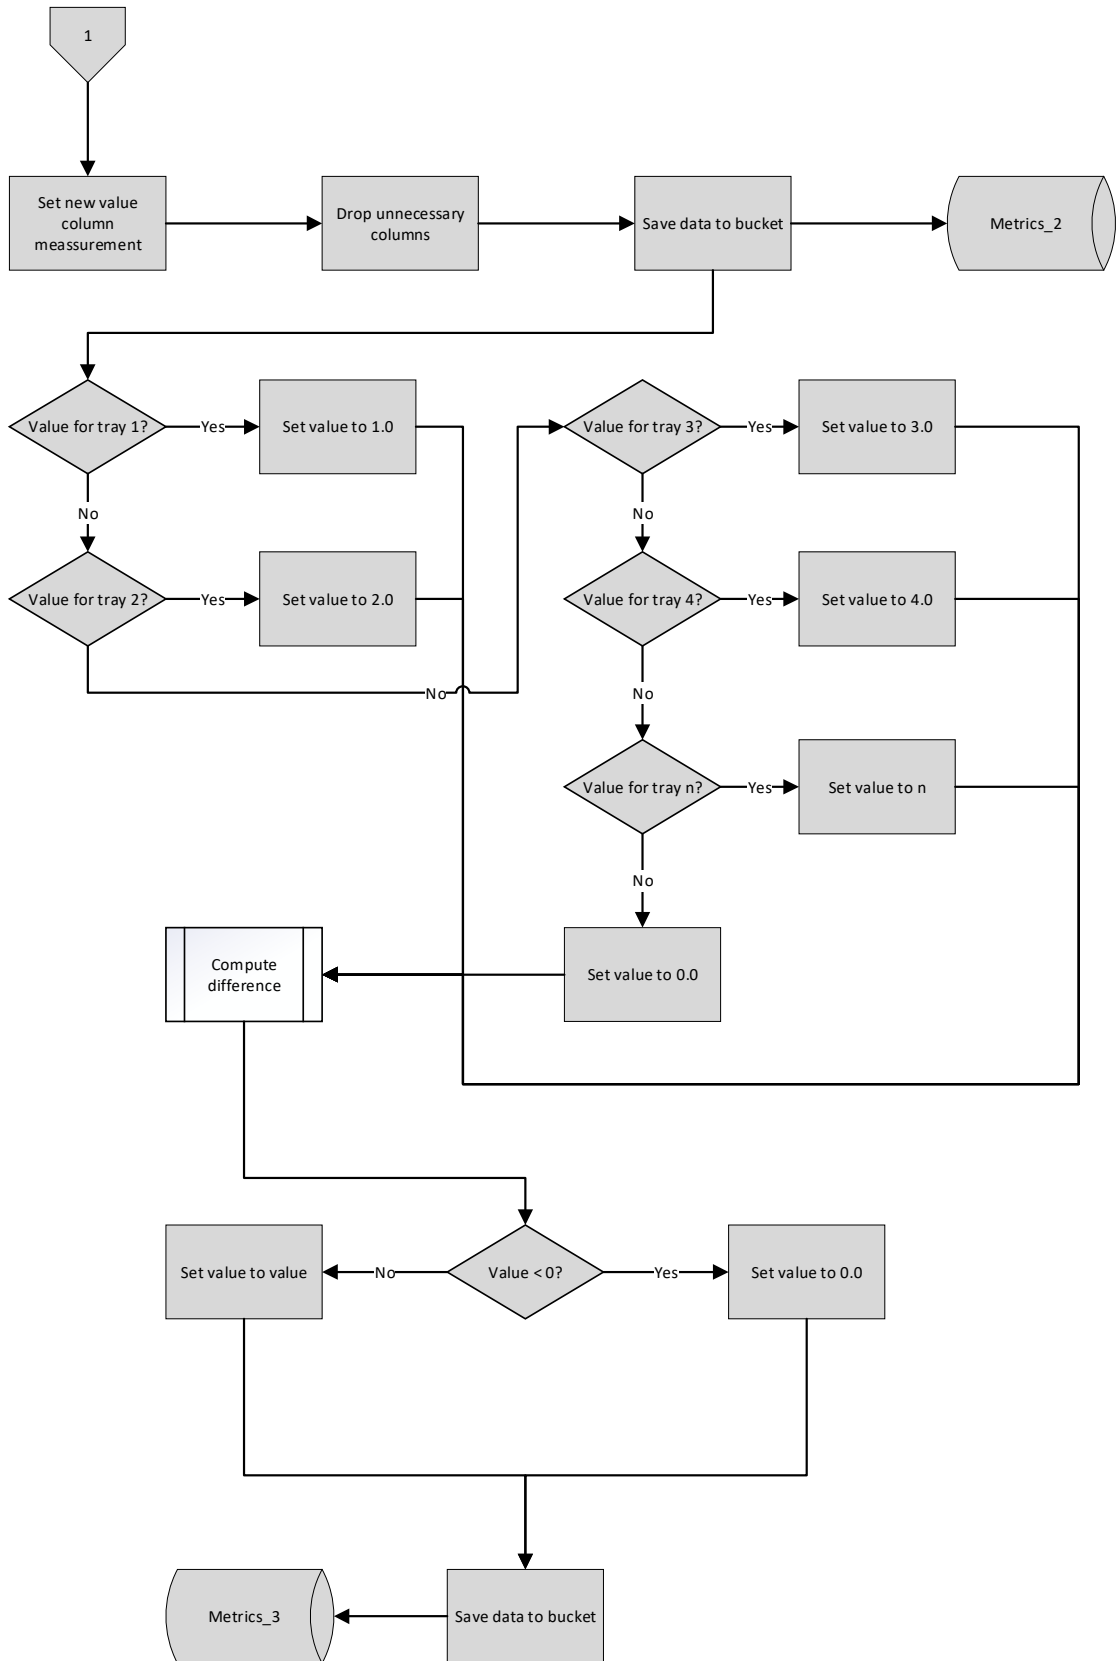 1
Set new value
column
meassurement
Drop unnecessary
columns
Save data to bucket
Metrics_2
Value for tray 1?
Yes
Set value to 1.0
Value for tray 3?
Yes
Set value to 3.0
No
No
Value for tray 2?
Yes
Set value to 2.0
Value for tray 4?
Yes
Set value to 4.0
No
No
Value for tray n?
Yes
Set value to n
No
Compute
difference
Set value to 0.0
Set value to value
No
Value < 0?
Yes
Set value to 0.0
Metrics_3
Save data to bucket